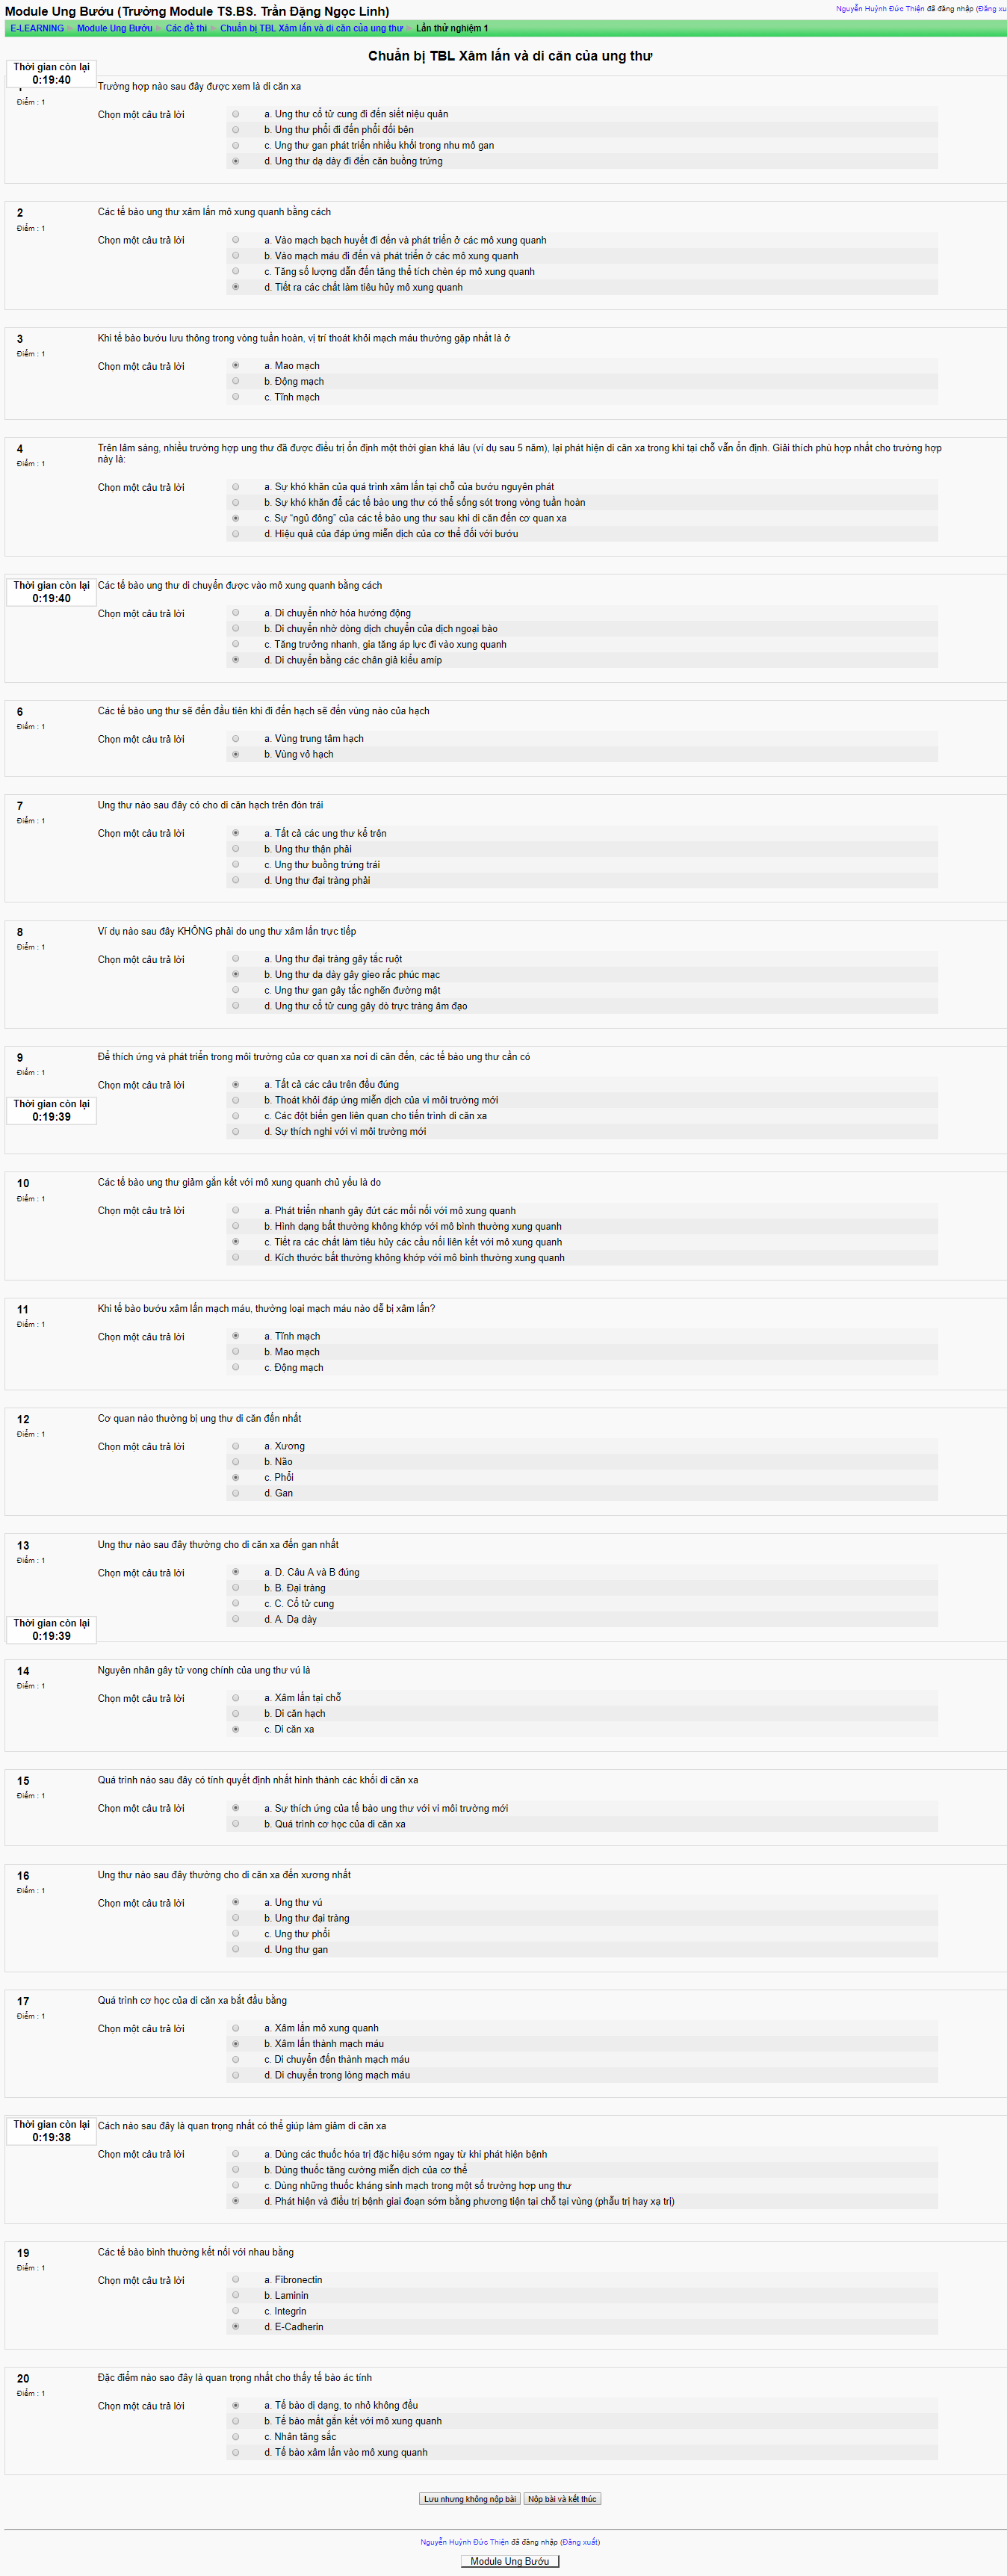 Module Ung Bướu (Trưởng Module TS.BS. Trần Đặng Ngọc Linh)
Nguyễn Huỳnh Đức Thiện đã đăng nhập (Đăng xu
E-LEARNING Module Ung Bướu Các đề thi Chuẩn bị TBL Xâm lấn và di căn của ung thư Lần thử nghiệm 1
Chuẩn bị TBL Xâm lấn và di căn của ung thư
Thời gian còn lại
0:19:40
Trường hợp nào sau đây được xem là di căn xa
Điểm : 1
Chọn một câu trả lời
a. Ung thư cổ tử cung đi đến siết niệu quản
b. Ung thư phổi đi đến phổi đối bên
c. Ung thư gan phát triển nhiều khối trong nhu mô gan
d. Ung thư dạ dày đi đến căn buồng trứng
2
Các tế bào ung thư xâm lấn mô xung quanh bằng cách
Điểm : 1
Chọn một câu trả lời
a. Vào mạch bạch huyết đi đến và phát triển ở các mô xung quanh
b. Vào mạch máu đi đến và phát triển ở các mô xung quanh
c. Tăng số lượng dẫn đến tăng thể tích chèn ép mô xung quanh
d. Tiết ra các chất làm tiêu hủy mô xung quanh
3
Khi tế bào bướu lưu thông trong vòng tuần hoàn, vị trí thoát khỏi mạch máu thường gặp nhất là ở
Điểm : 1
Chọn một câu trả lời
a. Mao mạch
b. Động mạch
c. Tĩnh mạch
4
Trên lâm sàng, nhiều trường hợp ung thư đã được điều trị ổn định một thời gian khá lâu (ví dụ sau 5 năm), lại phát hiện di căn xa trong khi tại chỗ vẫn ổn định. Giải thích phù hợp nhất cho trường hợp
này là:
Điểm : 1
Chọn một câu trả lời
a. Sự khó khăn của quá trình xâm lấn tại chỗ của bướu nguyên phát
b. Sự khó khăn để các tế bào ung thư có thể sống sót trong vòng tuần hoàn
c. Sự “ngủ đông” của các tế bào ung thư sau khi di căn đến cơ quan xa
d. Hiệu quả của đáp ứng miễn dịch của cơ thể đối với bướu
Thời gian còn lại
0:19:40
Các tế bào ung thư di chuyển được vào mô xung quanh bằng cách
Chọn một câu trả lời
a. Di chuyển nhờ hóa hướng động
b. Di chuyển nhờ dòng dịch chuyển của dịch ngoại bào
c. Tăng trưởng nhanh, gia tăng áp lực đi vào xung quanh
d. Di chuyển bằng các chân giả kiểu amip
6
Các tế bào ung thư sẽ đến đầu tiên khi đi đến hạch sẽ đến vùng nào của hạch
Điểm : 1
Chọn một câu trả lời
a. Vùng trung tâm hạch
b. Vùng vỏ hạch
7
Ung thư nào sau đây có cho di căn hạch trên đòn trái
Điểm : 1
Chọn một câu trả lời
a. Tất cả các ung thư kể trên
b. Ung thư thận phải
c. Ung thư buồng trứng trái
d. Ung thư đại tràng phải
8
Ví dụ nào sau đây KHÔNG phải do ung thư xâm lấn trực tiếp
Điểm : 1
Chọn một câu trả lời
a. Ung thư đại tràng gây tắc ruột
b. Ung thư dạ dày gây gieo rắc phúc mạc
c. Ung thư gan gây tắc nghẽn đường mật
d. Ung thư cổ tử cung gây dò trực tràng âm đạo
9
Để thích ứng và phát triển trong môi trường của cơ quan xa nơi di căn đến, các tế bào ung thư cần có
Điểm : 1
Chọn một câu trả lời
a. Tất cả các câu trên đều đúng
b. Thoát khỏi đáp ứng miễn dịch của vi môi trường mới
c. Các đột biến gen liên quan cho tiến trình di căn xa
d. Sự thích nghi với vi môi trường mới
Thời gian còn lại
0:19:39
10
Các tế bào ung thư giảm gắn kết với mô xung quanh chủ yếu là do
Điểm : 1
Chọn một câu trả lời
a. Phát triển nhanh gây đứt các mối nối với mô xung quanh
b. Hình dạng bất thường không khớp với mô bình thường xung quanh
c. Tiết ra các chất làm tiêu hủy các cầu nối liên kết với mô xung quanh
d. Kích thước bất thường không khớp với mô bình thường xung quanh
11
Khi tế bào bướu xâm lấn mạch máu, thường loại mạch máu nào dễ bị xâm lấn?
Điểm : 1
Chọn một câu trả lời
a. Tĩnh mạch
b. Mao mạch
c. Động mạch
12
Cơ quan nào thường bị ung thư di căn đến nhất
Điểm : 1
Chọn một câu trả lời
a. Xương
b. Não
c. Phổi
d. Gan
13
Ung thư nào sau đây thường cho di căn xa đến gan nhất
Điểm : 1
Chọn một câu trả lời
a. D. Câu A và B đúng
b. B. Đại tràng
c. C. Cổ tử cung
d. A. Dạ dày
Thời gian còn lại
0:19:39
14
Nguyên nhân gây tử vong chính của ung thư vú là
Điểm : 1
Chọn một câu trả lời
a. Xâm lấn tại chỗ
b. Di căn hạch
c. Di căn xa
15
Quá trình nào sau đây có tính quyết định nhất hình thành các khối di căn xa
Điểm : 1
Chọn một câu trả lời
a. Sự thích ứng của tế bào ung thư với vi môi trường mới
b. Quá trình cơ học của di căn xa
16
Ung thư nào sau đây thường cho di căn xa đến xương nhất
Điểm : 1
Chọn một câu trả lời
a. Ung thư vú
b. Ung thư đại tràng
c. Ung thư phổi
d. Ung thư gan
17
Quá trình cơ học của di căn xa bắt đầu bằng
Điểm : 1
Chọn một câu trả lời
a. Xâm lấn mô xung quanh
b. Xâm lấn thành mạch máu
c. Di chuyển đến thành mạch máu
d. Di chuyển trong lòng mạch máu
Thời gian còn lại
0:19:38
Cách nào sau đây là quan trọng nhất có thể giúp làm giảm di căn xa
Chọn một câu trả lời
a. Dùng các thuốc hóa trị đặc hiệu sớm ngay từ khi phát hiện bệnh
b. Dùng thuốc tăng cường miễn dịch của cơ thể
c. Dùng những thuốc kháng sinh mạch trong một số trường hợp ung thư
d. Phát hiện và điều trị bệnh giai đoạn sớm bằng phương tiện tại chỗ tại vùng (phẫu trị hay xạ trị)
19
Các tế bào bình thường kết nối với nhau bằng
Điểm : 1
Chọn một câu trả lời
a. Fibronectin
b. Laminin
c. Integrin
d. E-Cadherin
20
Đặc điểm nào sao đây là quan trọng nhất cho thấy tế bào ác tính
Điểm : 1
Chọn một câu trả lời
a. Tế bào dị dạng, to nhỏ không đều
b. Tế bào mất gắn kết với mô xung quanh
c. Nhân tăng sắc
d. Tế bào xâm lấn vào mô xung quanh
Lưu nhưng không nộp bài Nộp bài và kết thúc
Nguyễn Huỳnh Đức Thiện đã đăng nhập (Đăng xuất)
Module Ung Bướu